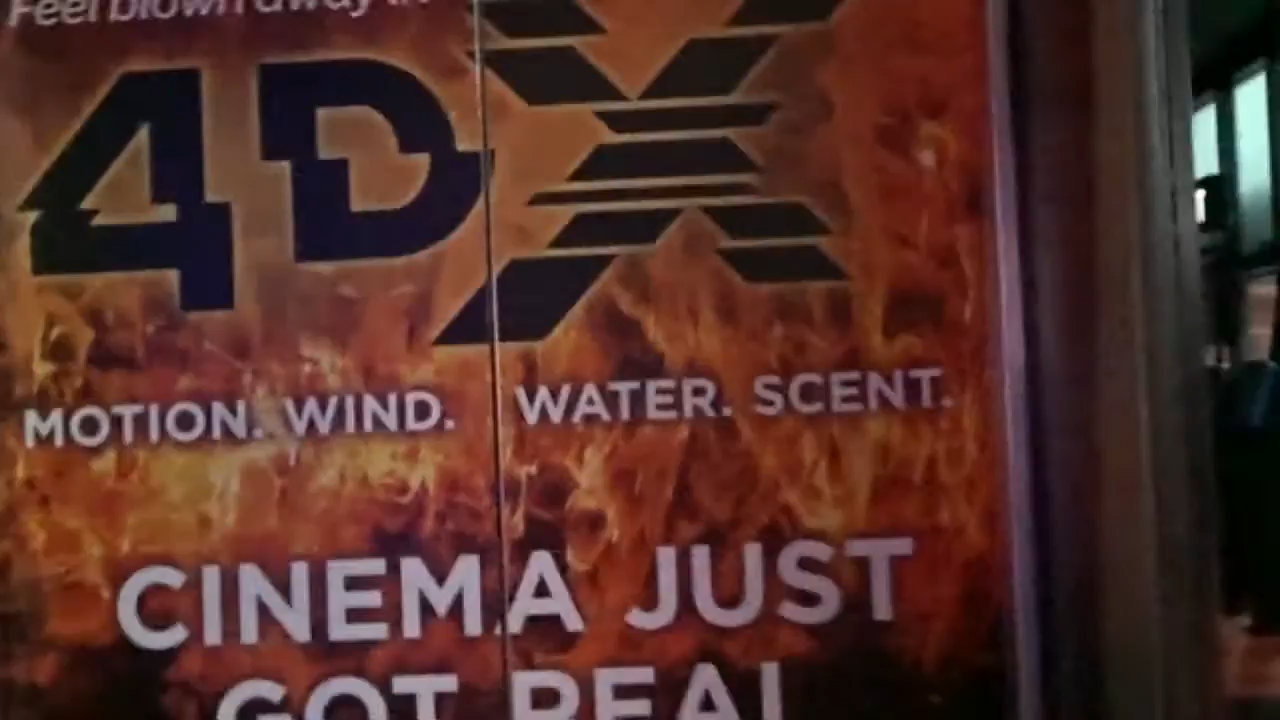 Feel blown away in
4DX
MOTION. WIND. WATER. SCENT.
CINEMA JUST
GOT REAL